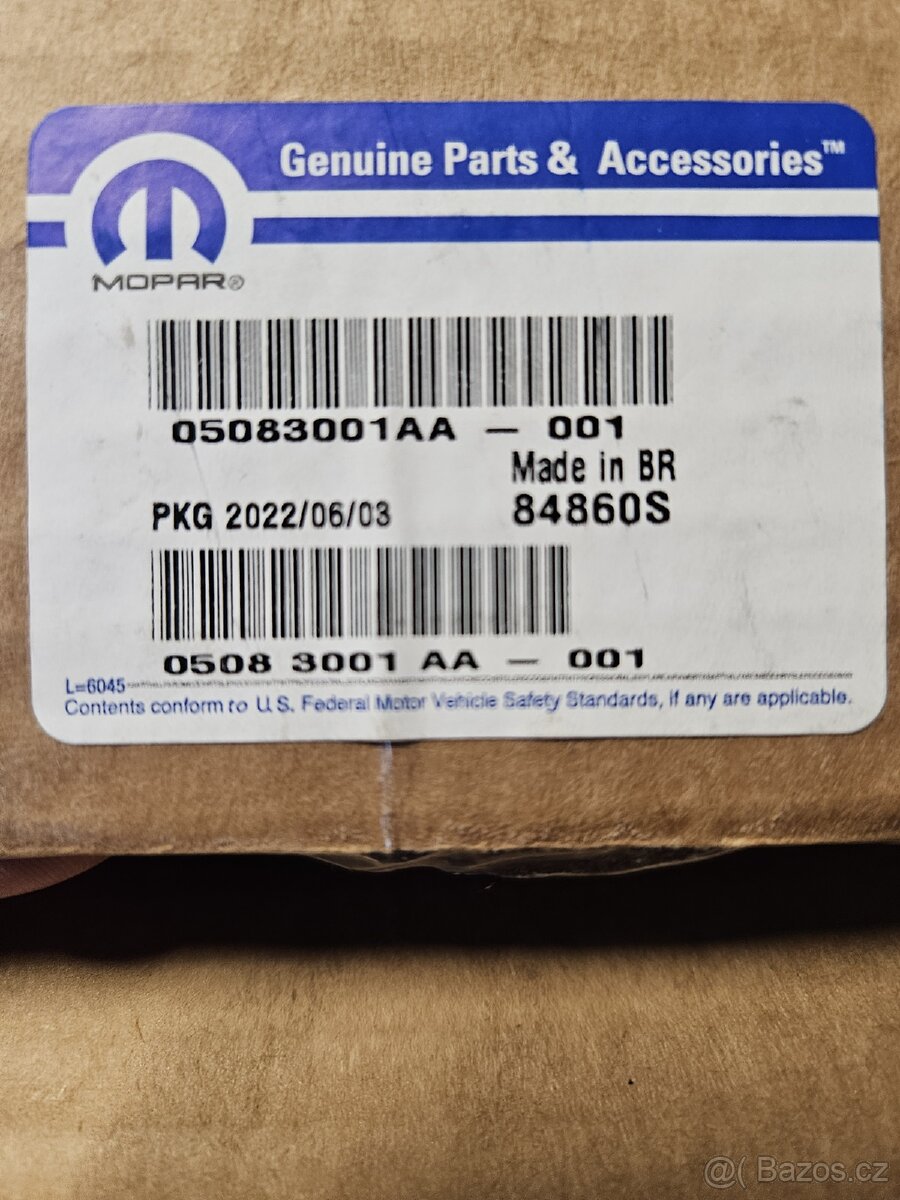 Genuine Parts & Accessories™
MOPAR®
05083001AA - 001
Made in BR
PKG 2022/06/03 84860S
0508 3001 AA - 001
L=6045
Contents conform to U.S. Federal Motor Vehicle Safety Standards, if any are applicable.
@( Bazos.cz